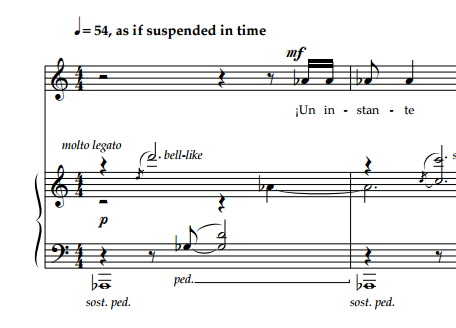 ♩= 54, as if suspended in time
mf
¡Un in - stan - te
molto legato
bell-like
p
ped.
sost. ped.
sost. ped.